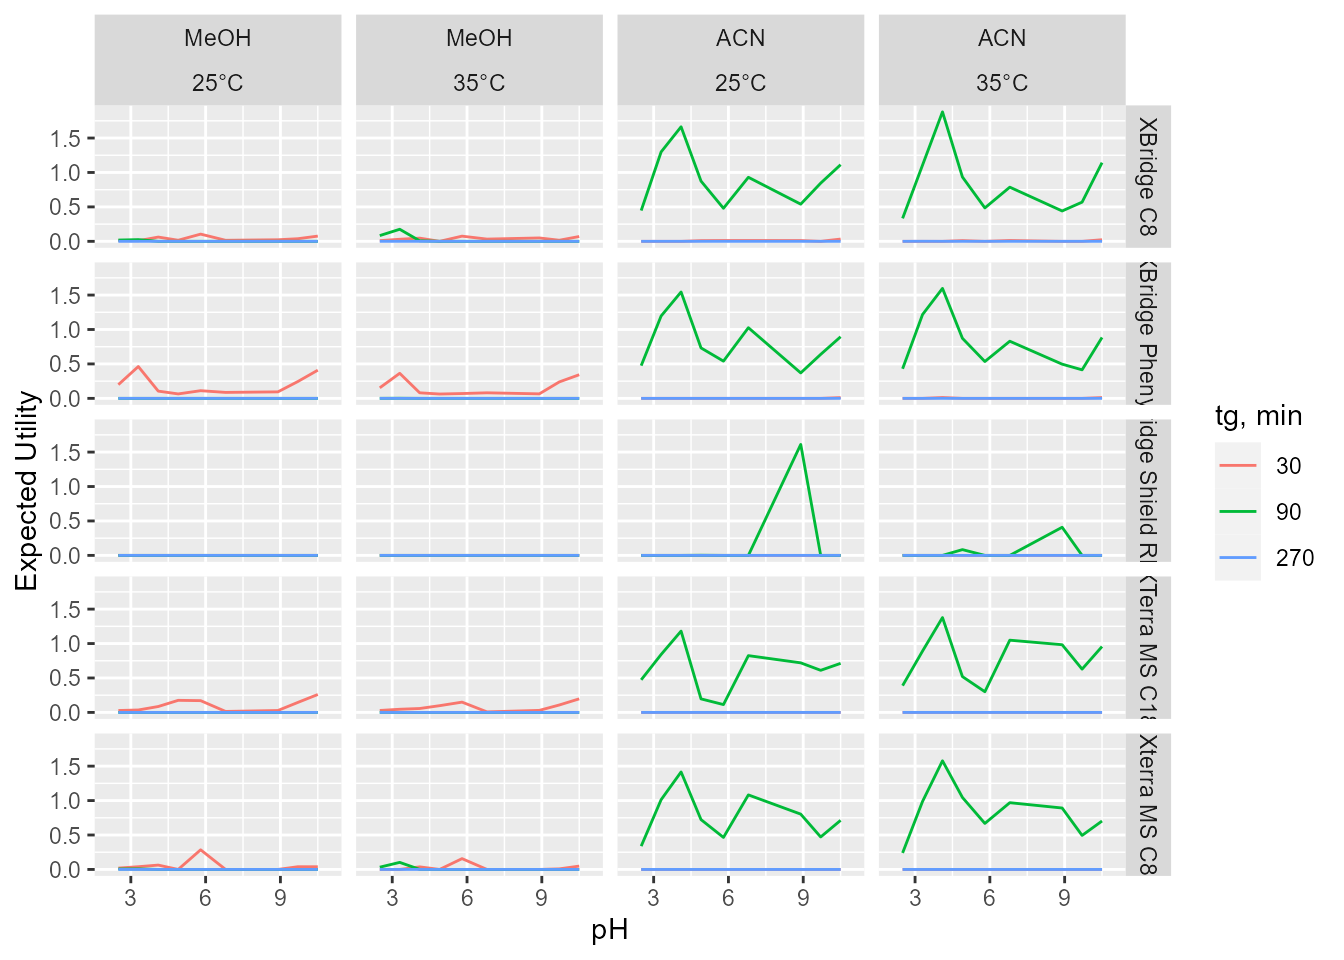 MeOH MeOH ACN ACN
25°C 35°C 25°C 35°C
1.5
1.0
0.5
0.0
XBridge C8
1.5
1.0
0.5
0.0
XBridge Pheny
1.5
1.0
0.5
0.0
idge Shield R
1.5
1.0
0.5
0.0
XTerra MS C18
1.5
1.0
0.5
0.0
Xterra MS C8
3 6 9 3 6 9 3 6 9 3 6 9
pH
Expected Utility
tg, min
30
90
270